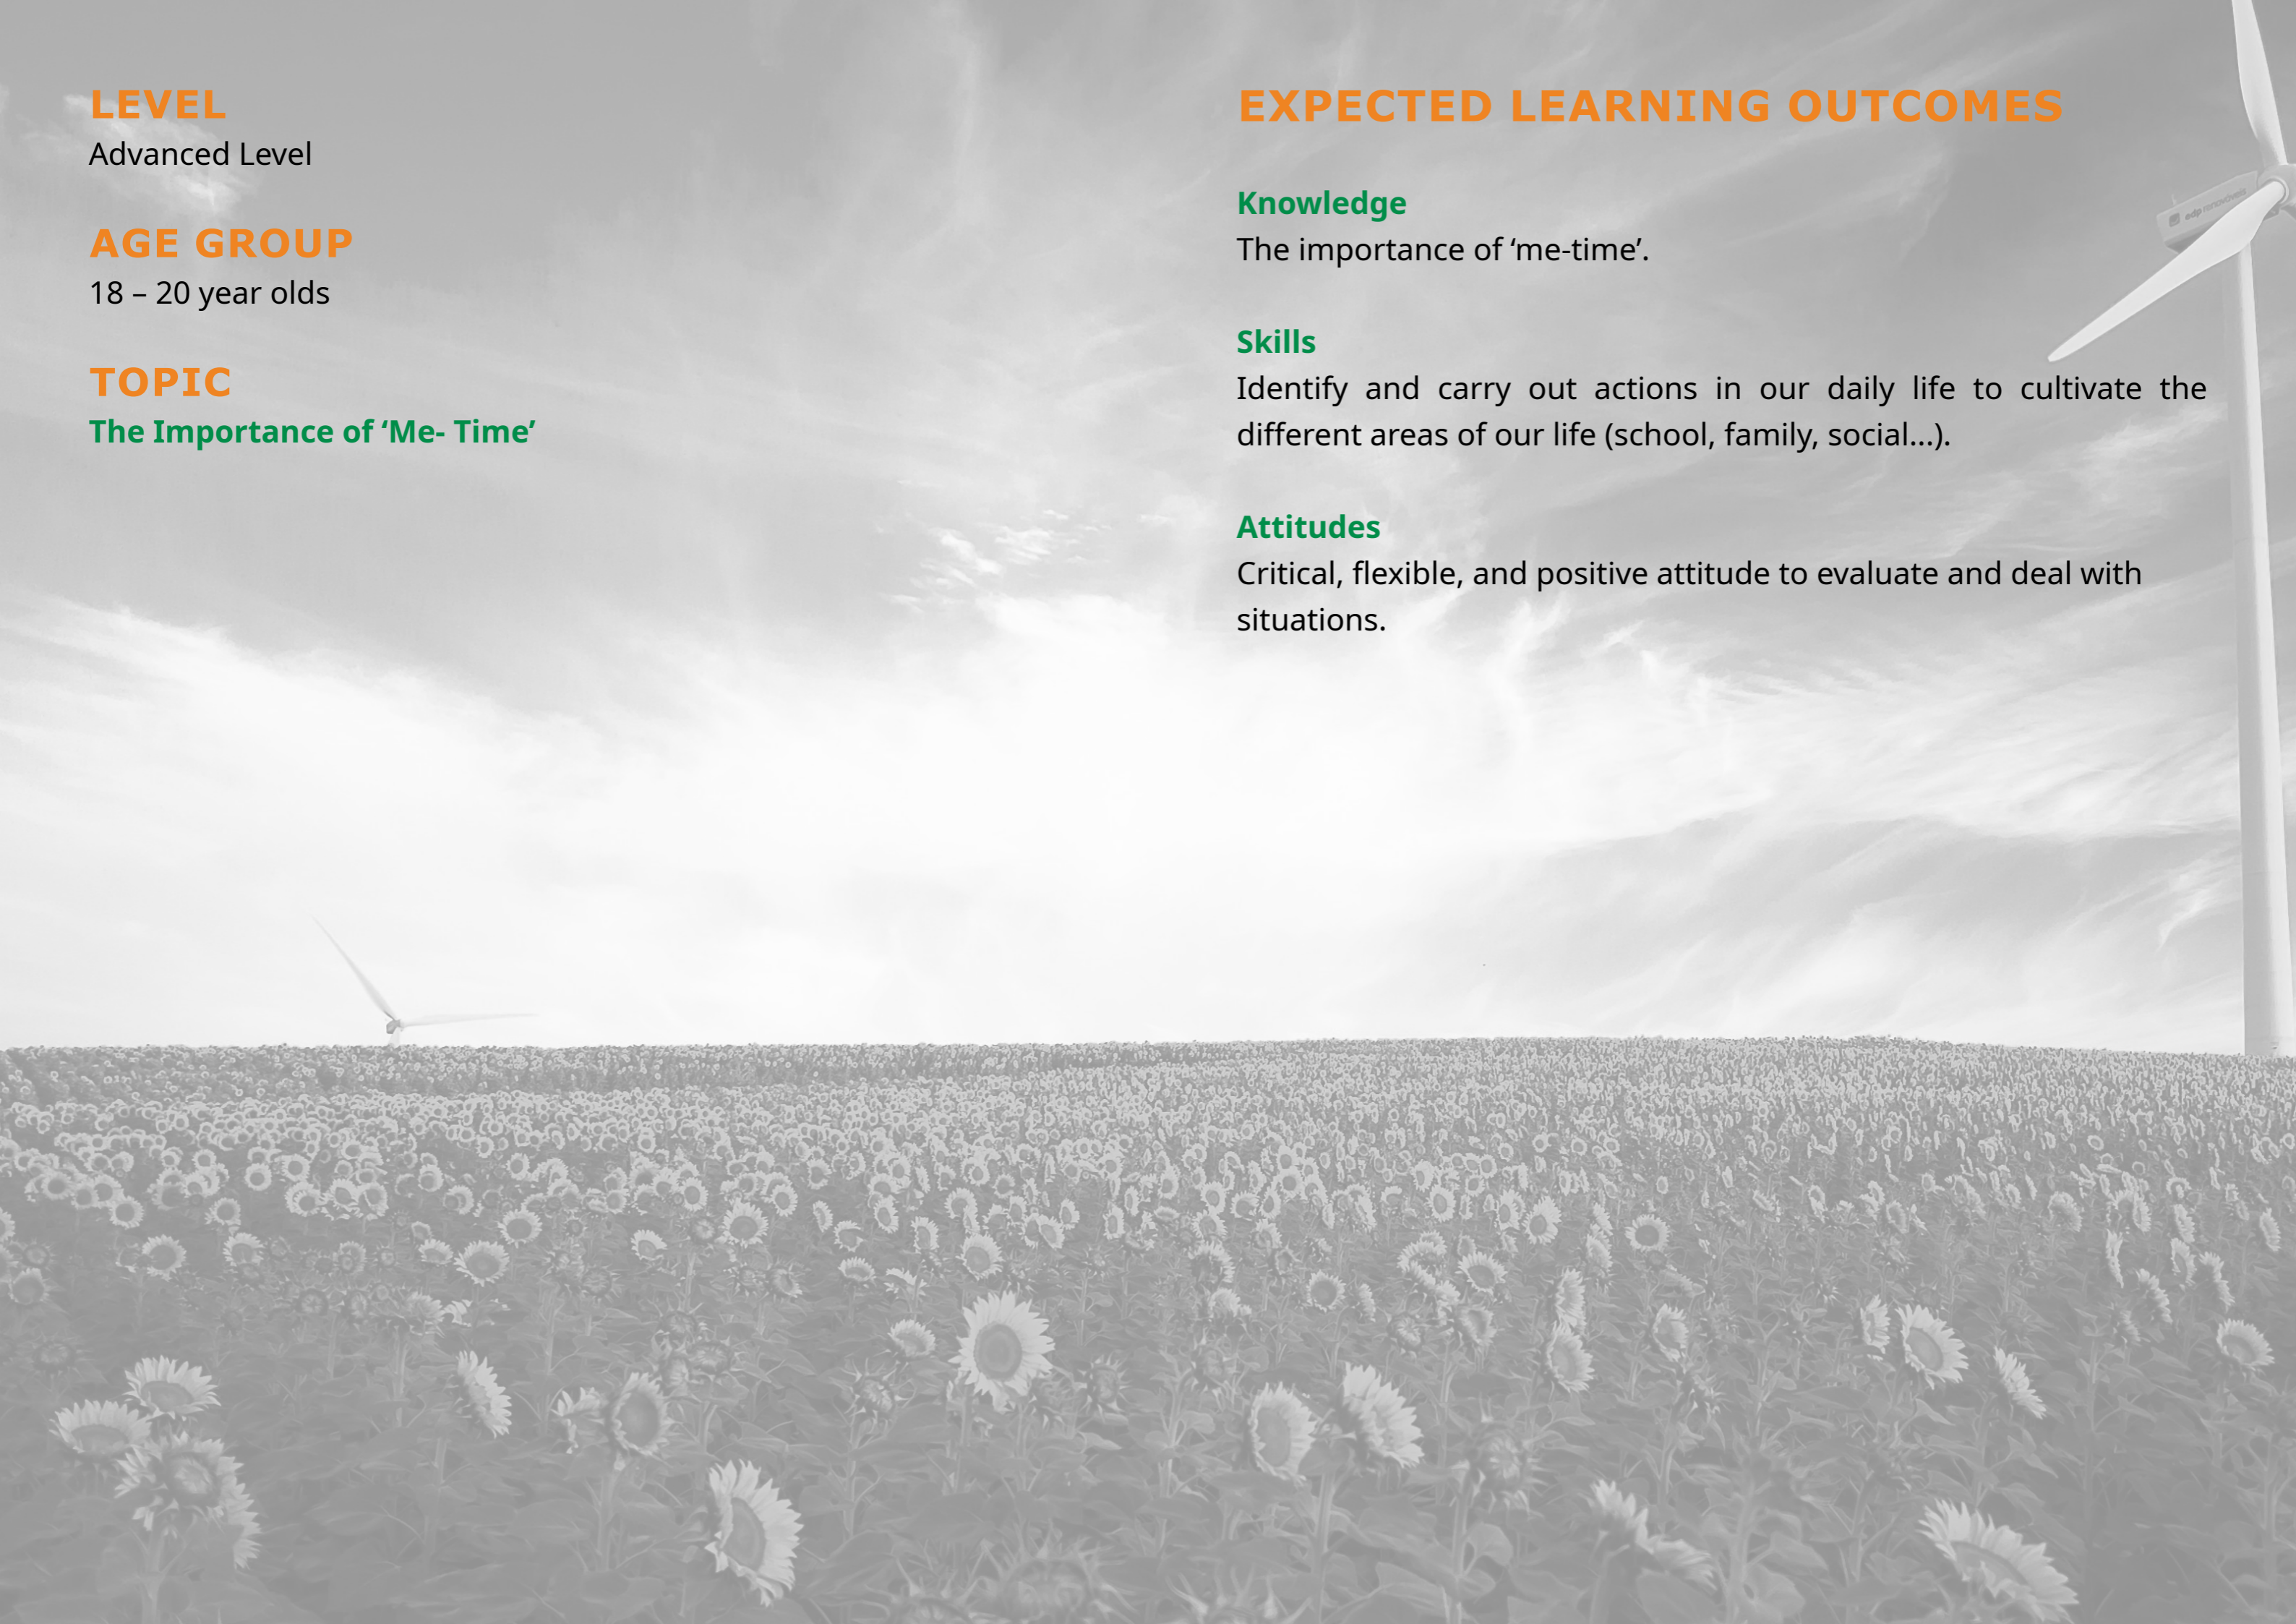 LEVEL
Advanced Level
AGE GROUP
18 – 20 year olds
TOPIC
The Importance of ‘Me- Time’
EXPECTED LEARNING OUTCOMES
Knowledge
The importance of ‘me-time’.
Skills
Identify and carry out actions in our daily life to cultivate the
different areas of our life (school, family, social...).
Attitudes
Critical, flexible, and positive attitude to evaluate and deal with
situations.
edp